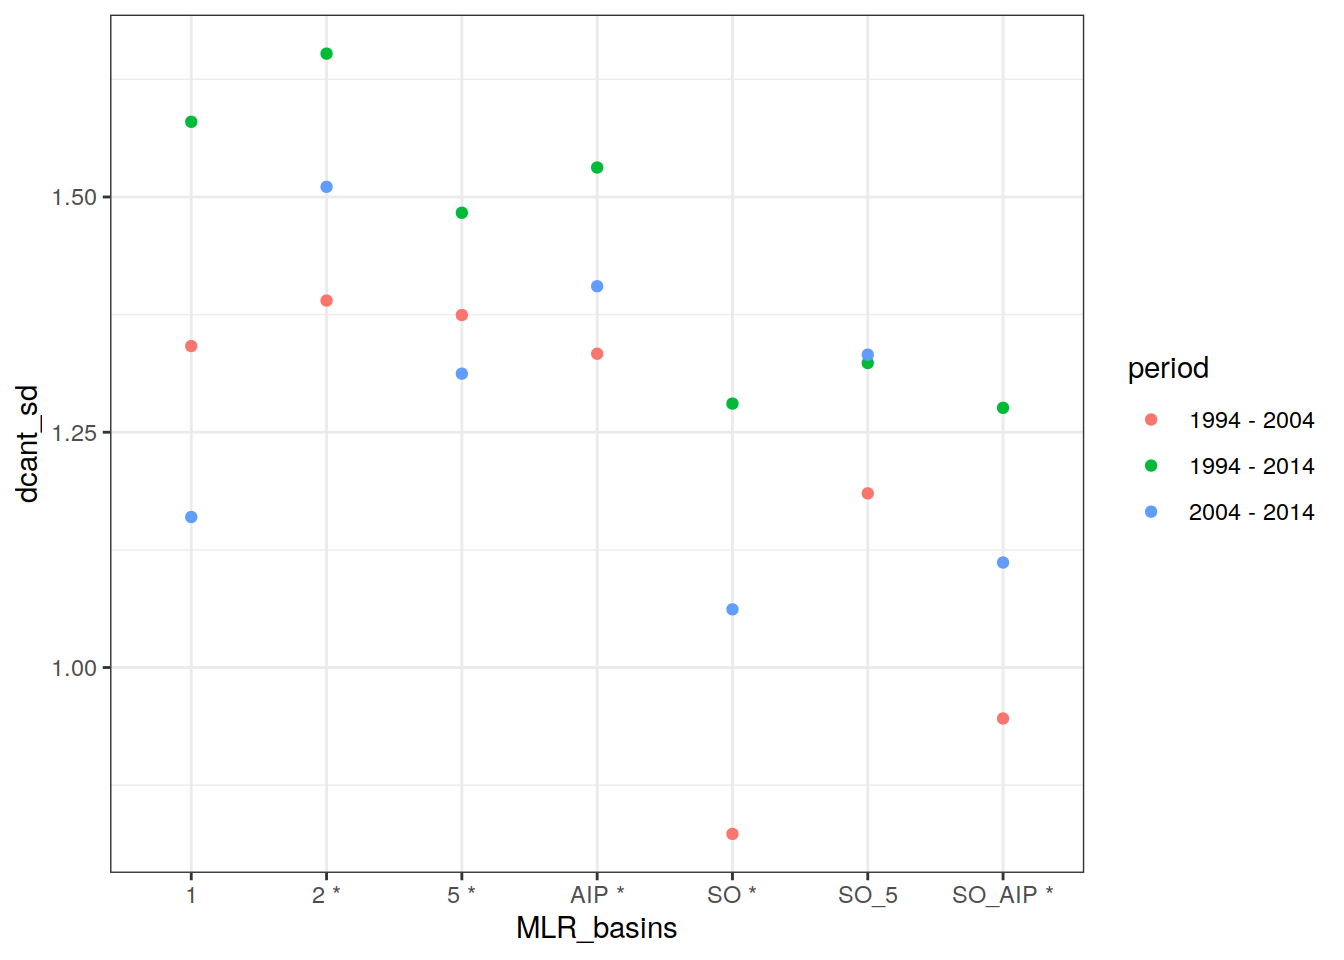 dcant_sd
1.50
1.25
1.00
1
2 *
5 *
AIP *
SO *
SO_5
SO_AIP *
MLR_basins
period
1994 - 2004
1994 - 2014
2004 - 2014